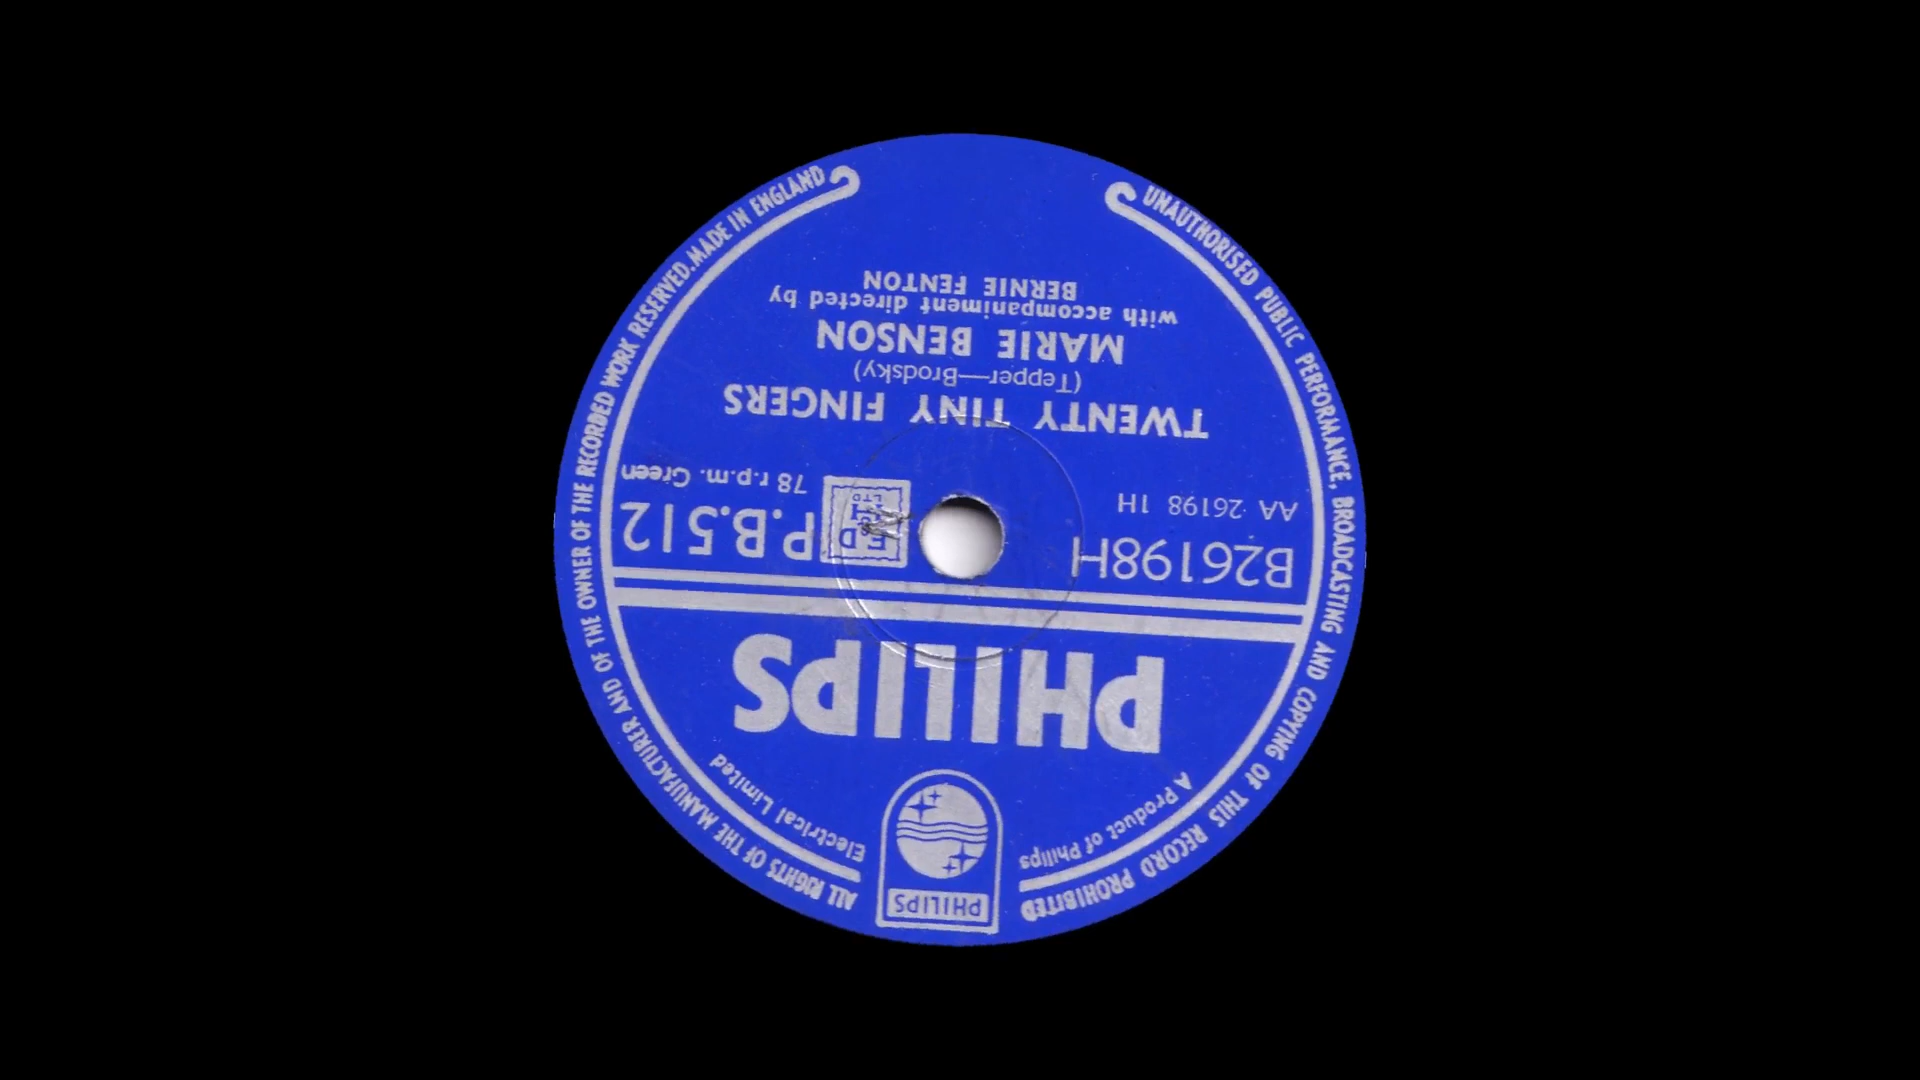 UNAUTHORISED PUBLIC PERFORMANCE, BROADCASTING AND COPYING OF THIS RECORD PROHIBITED
ALL RIGHTS OF THE MANUFACTURER AND OF THE OWNER OF THE RECORDED WORK RESERVED. MADE IN ENGLAND
PHILIPS
A Product of Philips Electrical Limited
PHILIPS
B26198H
P.B.512
AA 26198 1H
78 r.p.m. Green
LTD
TWENTY TINY FINGERS
(Tepper—Brodsky)
MARIE BENSON
with accompaniment directed by
BERNIE FENTON